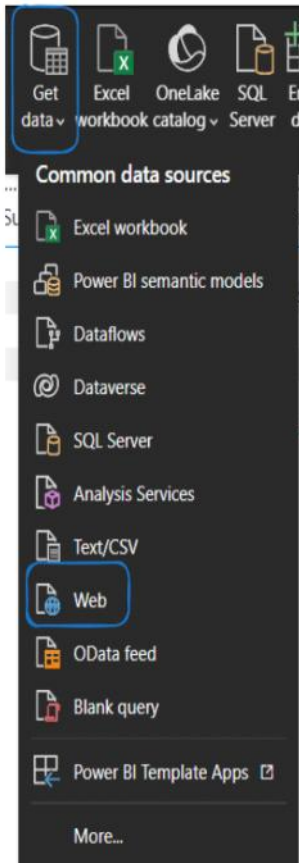 Get
data
Excel
workbook
OneLake
catalog
SQL
Server
Common data sources
Excel workbook
Power BI semantic models
Dataflows
Dataverse
SQL Server
Analysis Services
Text/CSV
Web
OData feed
Blank query
Power BI Template Apps
More...